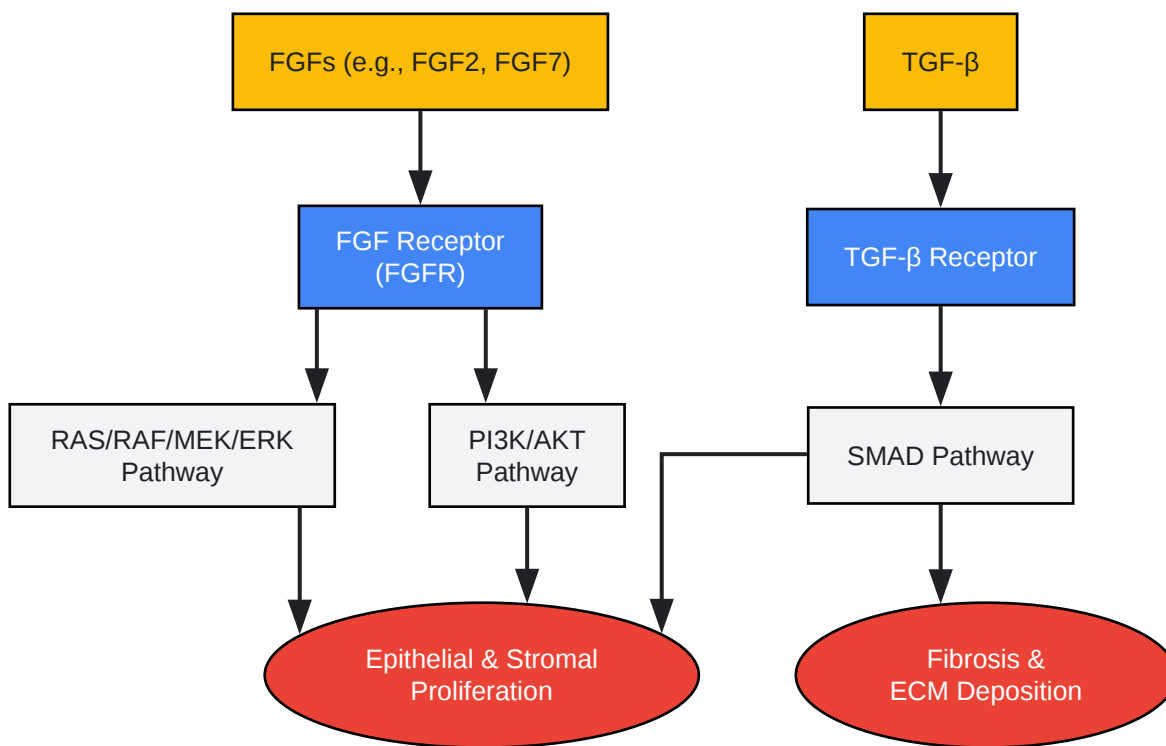 FGFs (e.g., FGF2, FGF7)
TGF-β
FGF Receptor
(FGFR)
TGF-β Receptor
RAS/RAF/MEK/ERK
Pathway
PI3K/AKT
Pathway
SMAD Pathway
Epithelial & Stromal
Proliferation
Fibrosis &
ECM Deposition